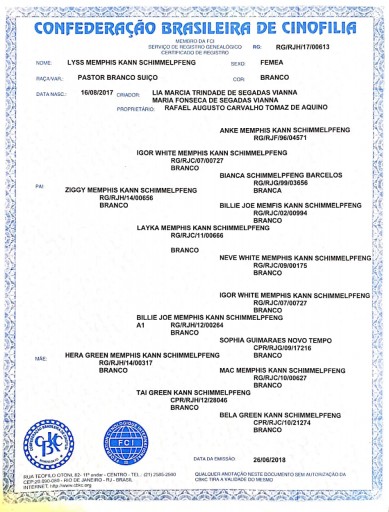 CONFEDERAÇÃO BRASILEIRA DE CINOFILIA
MEMBRO DA FCI
SERVIÇO DE REGISTRO GENEALÓGICO
CERTIFICADO DE REGISTRO
RG: RG/RJH/17/00613
NOME: LYSS MEMPHIS KANN SCHIMMELPFENG SEXO: FEMEA
RAÇA/VAR.: PASTOR BRANCO SUIÇO COR: BRANCO
DATA NASC.: 16/08/2017 CRIADOR: LIA MARCIA TRINDADE DE SEGADAS VIANNA
MARIA FONSECA DE SEGADAS VIANNA
PROPRIETÁRIO: RAFAEL AUGUSTO CARVALHO TOMAZ DE AQUINO
ANKE MEMPHIS KANN SCHIMMELPFENG
RG/RJF/96/04571
IGOR WHITE MEMPHIS KANN SCHIMMELPFENG
RG/RJC/07/00727
BRANCO
BIANCA SCHIMMELPFENG BARCELOS
RG/RJG/99/03656
BRANCA
PAI: ZIGGY MEMPHIS KANN SCHIMMELPFENG
RG/RJH/14/00656
BRANCO
BILLIE JOE MEMFIS KANN SCHIMMELPFENG
RG/RJC/02/00994
BRANCO
LAYKA MEMPHIS KANN SCHIMMELPFENG
RG/RJC/11/00666
BRANCO
NEVE WHITE MEMPHIS KANN SCHIMMELPFENG
RG/RJC/09/00175
BRANCO
IGOR WHITE MEMPHIS KANN SCHIMMELPFENG
RG/RJC/07/00727
BRANCO
BILLIE JOE MEMPHIS KANN SCHIMMELPFENG
A1 RG/RJH/12/00264
BRANCO
SOPHIA GUIMARAES NOVO TEMPO
CPR/RJG/09/17216
BRANCO
MÃE: HERA GREEN MEMPHIS KANN SCHIMMELPFENG
RG/RJH/14/00317
BRANCO
MAC MEMPHIS KANN SCHIMMELPFENG
RG/RJC/10/00627
BRANCO
TAI GREEN KANN SCHIMMELPFENG
CPR/RJH/12/28046
BRANCO
BELA GREEN KANN SCHIMMELPFENG
CPR/RJC/10/21274
BRANCO
CBKC
FCI
DATA DA EMISSÃO: 26/06/2018
RUA TEOFILO OTONI, 82- 11º andar - CENTRO - TEL.: (21)
RIO DE JANEIRO - RJ - BRASIL
INTERNET: http://www.cbkc.org
QUALQUER ANOTAÇÃO NESTE DOCUMENTO SEM AUTORIZAÇÃO DA
CBKC TIRA A VALIDADE DO MESMO